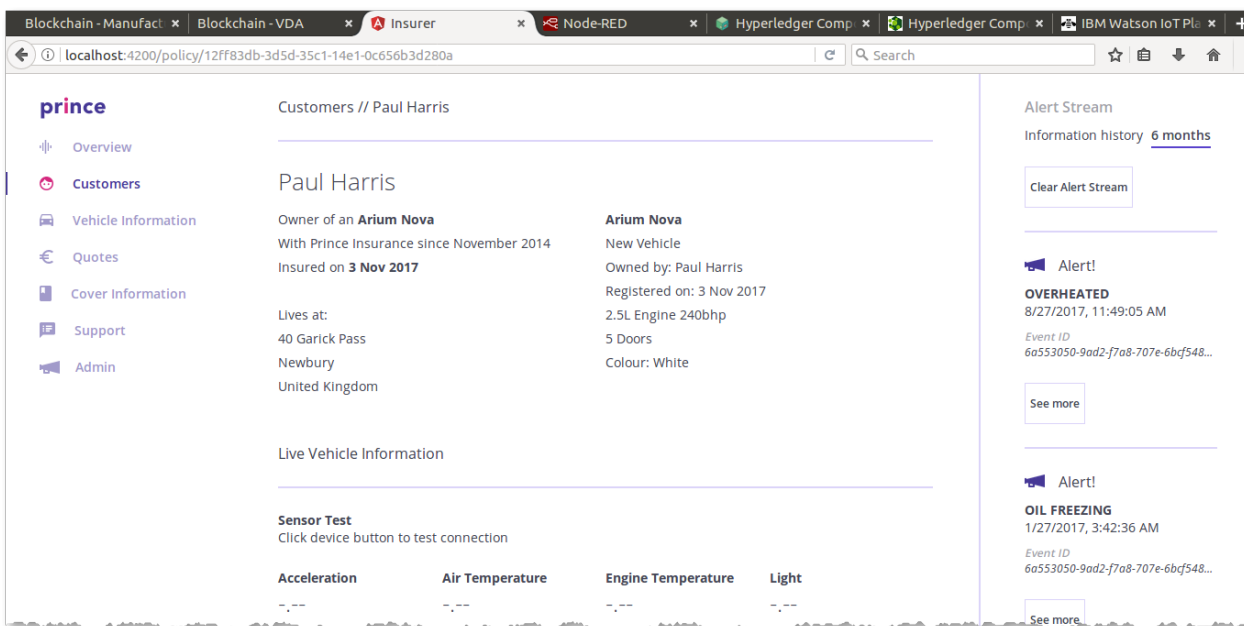 Blockchain - Manufact
Blockchain - VDA
Insurer
Node-RED
Hyperledger Comp
Hyperledger Comp
IBM Watson IoT Pla
localhost:4200/policy/12ff83db-3d5d-35c1-14e1-0c656b3d280a
Search
prince
Overview
Customers
Vehicle Information
Quotes
Cover Information
Support
Admin
Customers // Paul Harris
Paul Harris
Owner of an Arium Nova
With Prince Insurance since November 2014
Insured on 3 Nov 2017
Lives at:
40 Garick Pass
Newbury
United Kingdom
Arium Nova
New Vehicle
Owned by: Paul Harris
Registered on: 3 Nov 2017
2.5L Engine 240bhp
5 Doors
Colour: White
Live Vehicle Information
Sensor Test
Click device button to test connection
Acceleration Air Temperature Engine Temperature Light
-.-- -.-- -.-- -.--
Alert Stream
Information history 6 months
Clear Alert Stream
Alert!
OVERHEATED
8/27/2017, 11:49:05 AM
Event ID
6a553050-9ad2-f7a8-707e-6bcf548...
See more
Alert!
OIL FREEZING
1/27/2017, 3:42:36 AM
Event ID
6a553050-9ad2-f7a8-707e-6bcf548...
See more